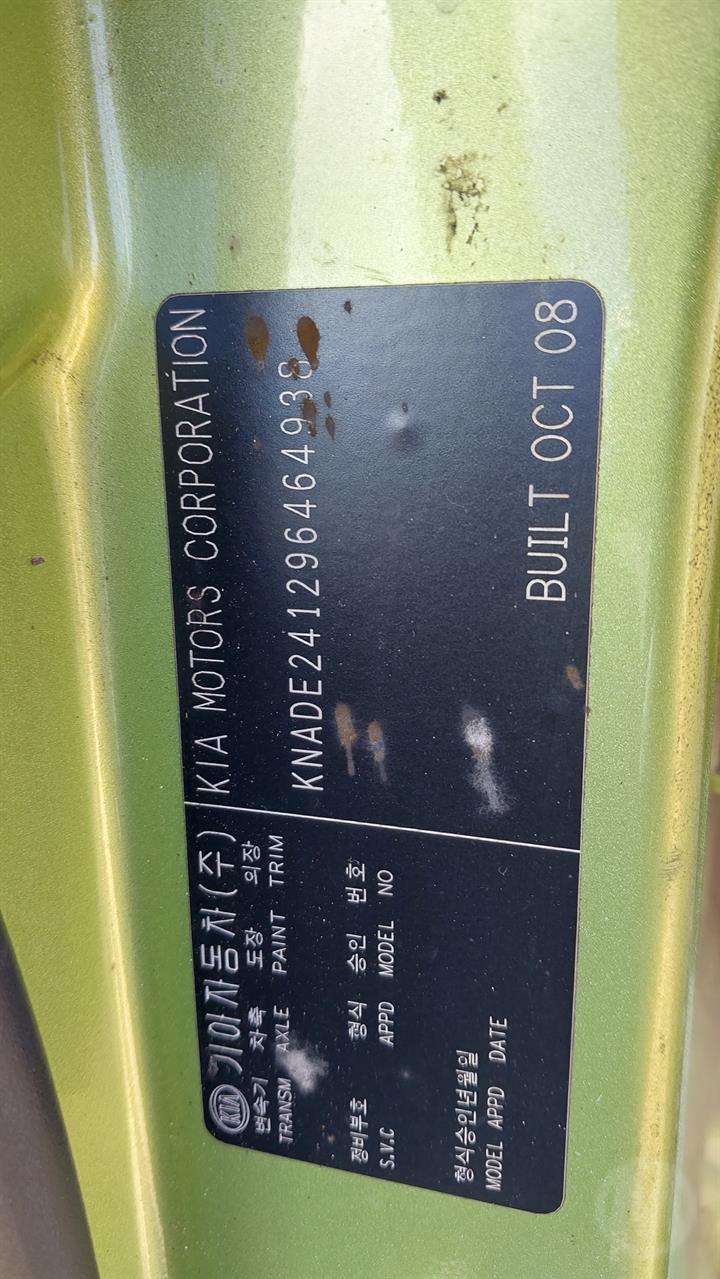 KIA 기아자동차(주) KIA MOTORS CORPORATION
변속기 차축 도장 외장
TRANSM AXLE PAINT TRIM
KNADE241296464938
정비부호 형식 승인 번호
S.V.C APPD MODEL NO
형식승인년월일
MODEL APPD DATE
BUILT OCT 08